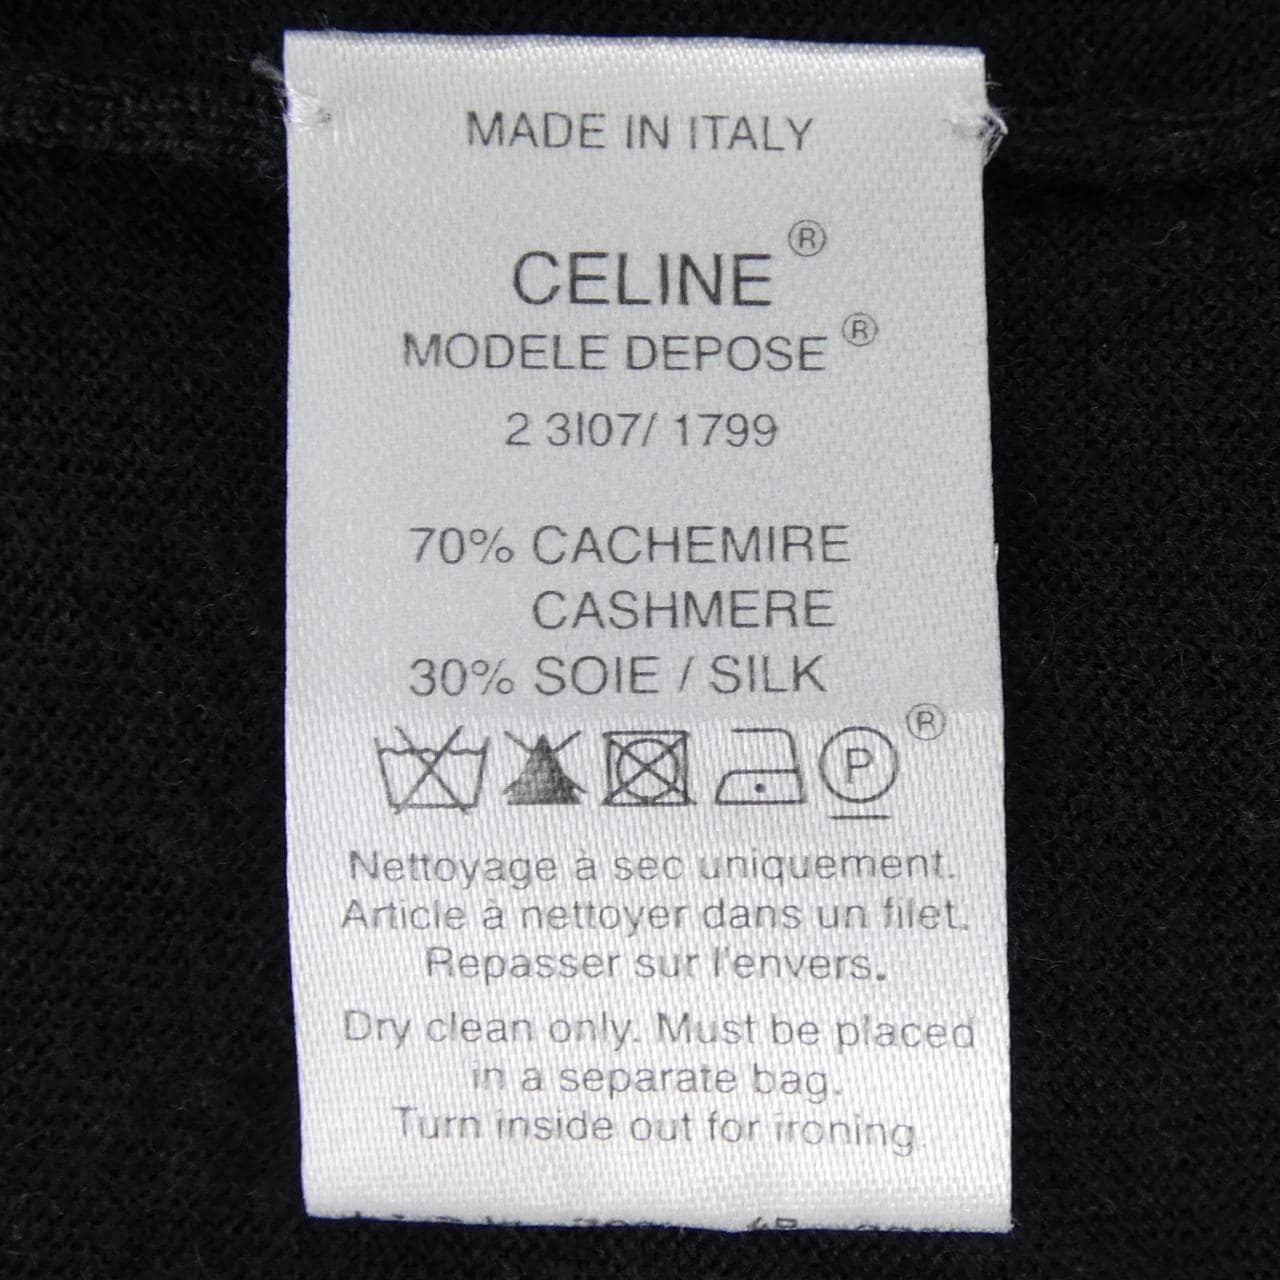 MADE IN ITALY
CELINE ®
MODELE DEPOSE ®
2 3I07/ 1799
70% CACHEMIRE
CASHMERE
30% SOIE / SILK
P ®
Nettoyage à sec uniquement.
Article à nettoyer dans un filet.
Repasser sur l'envers.
Dry clean only. Must be placed
in a separate bag.
Turn inside out for ironing.